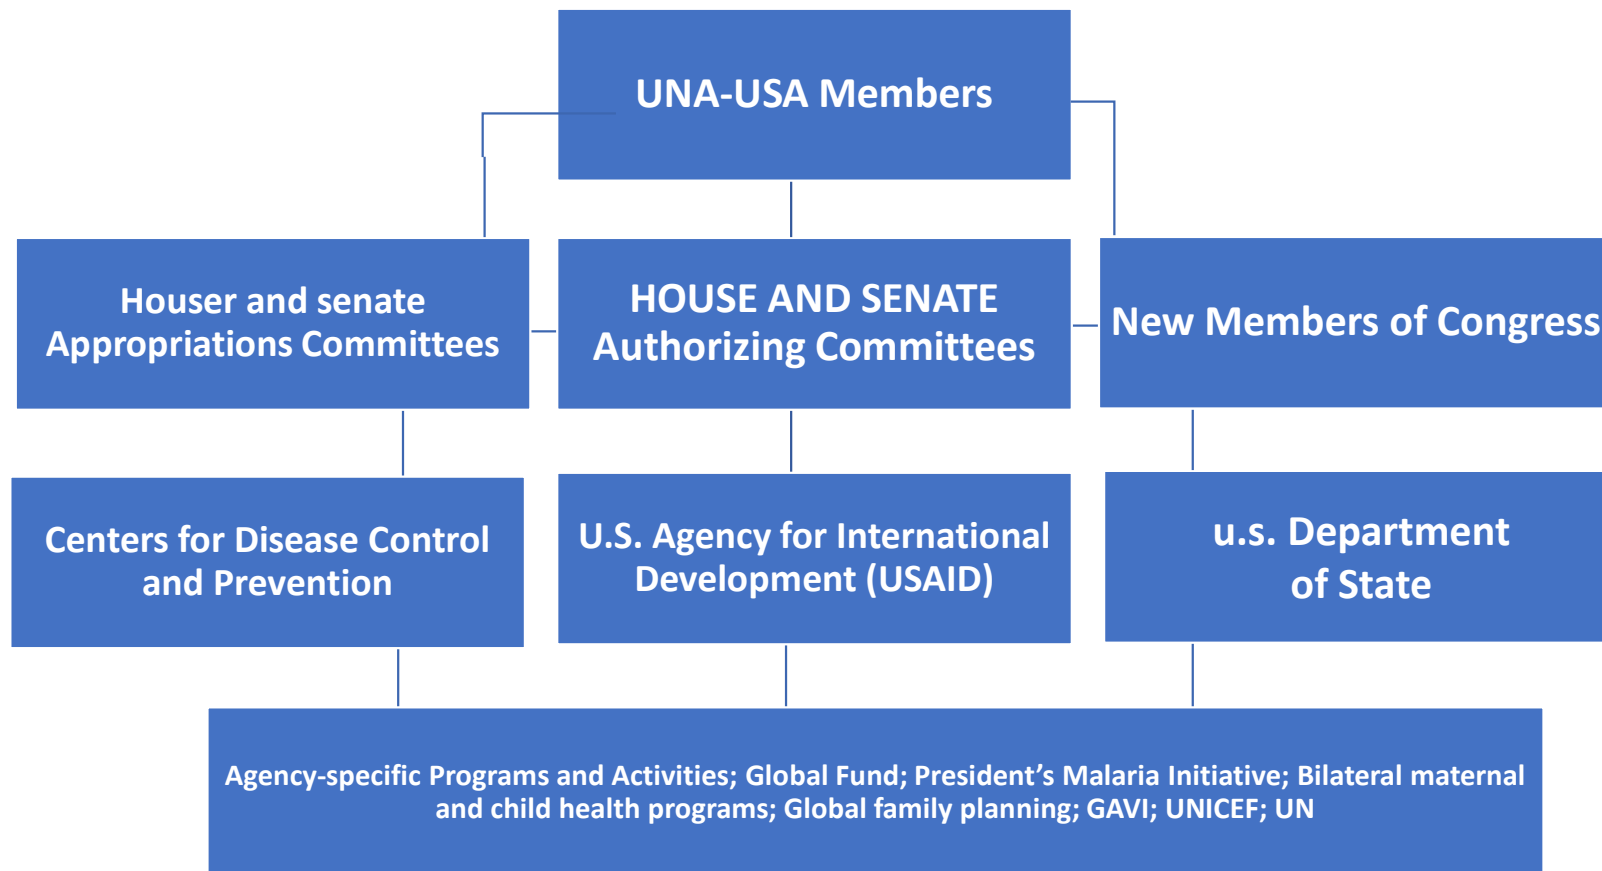 UNA-USA Members
Houser and senate
Appropriations Committees
HOUSE AND SENATE
Authorizing Committees
New Members of Congress
Centers for Disease Control
and Prevention
U.S. Agency for International
Development (USAID)
u.s. Department
of State
Agency-specific Programs and Activities; Global Fund; President’s Malaria Initiative; Bilateral maternal
and child health programs; Global family planning; GAVI; UNICEF; UN